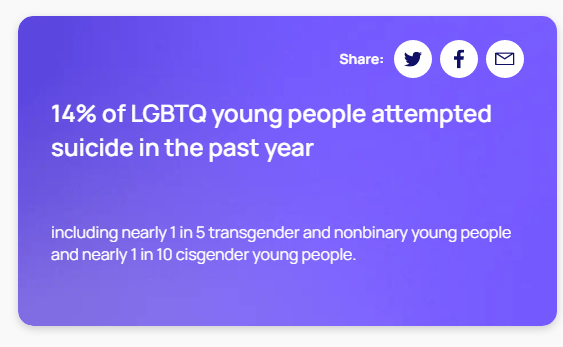 Share:
14% of LGBTQ young people attempted
suicide in the past year
including nearly 1 in 5 transgender and nonbinary young people
and nearly 1 in 10 cisgender young people.